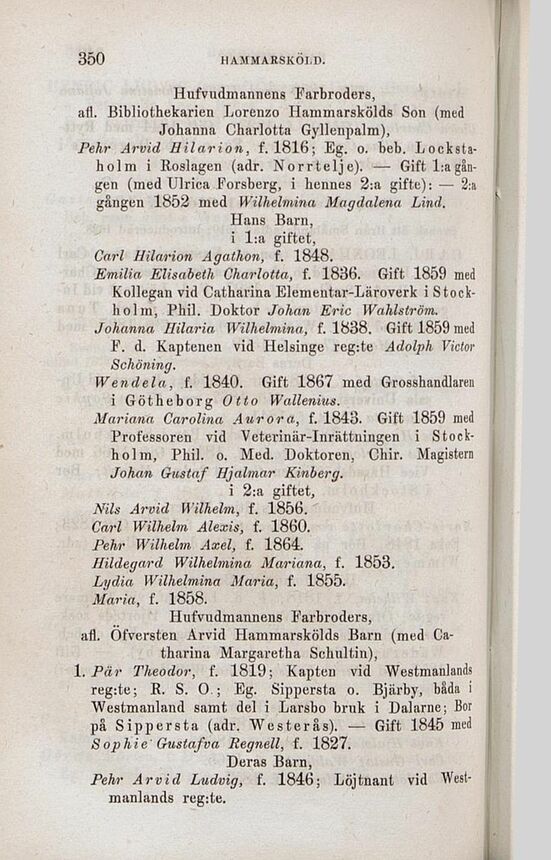 350
HAMMARSKÖLD.
Hufvudmannens Farbroders,
afl. Bibliothekarien Lorenzo Hammarskölds Son (med
Johanna Charlotta Gyllenpalm),
Pehr Arvid Hilarion, f. 1816; Eg. o. beb. Locksta-
holm i Roslagen (adr. Norrtelje). — Gift 1:a gån-
gen (med Ulrica Forsberg, i hennes 2:a gifte): — 2:a
gången 1852 med Wilhelmina Magdalena Lind.
Hans Barn,
i 1:a giftet,
Carl Hilarion Agathon, f. 1848.
Emilia Elisabeth Charlotta, f. 1836. Gift 1859 med
Kollegan vid Catharina Elementar-Läroverk i Stock-
holm, Phil. Doktor Johan Eric Wahlström.
Johanna Hilaria Wilhelmina, f. 1838. Gift 1859 med
F. d. Kaptenen vid Helsinge reg:te Adolph Victor
Schöning.
Wendela, f. 1840. Gift 1867 med Grosshandlaren
i Götheborg Otto Wallenius.
Mariana Carolina Aurora, f. 1843. Gift 1859 med
Professoren vid Veterinär-Inrättningen i Stock-
holm, Phil. o. Med. Doktoren, Chir. Magistern
Johan Gustaf Hjalmar Kinberg.
i 2:a giftet,
Nils Arvid Wilhelm, f. 1856.
Carl Wilhelm Alexis, f. 1860.
Pehr Wilhelm Axel, f. 1864.
Hildegard Wilhelmina Mariana, f. 1853.
Lydia Wilhelmina Maria, f. 1855.
Maria, f. 1858.
Hufvudmannens Farbroders,
afl. Öfversten Arvid Hammarskölds Barn (med Ca-
tharina Margaretha Schultin),
1. Pär Theodor, f. 1819; Kapten vid Westmanlands
reg:te; R. S. O.; Eg. Sippersta o. Bjärby, båda i
Westmanland samt del i Larsbo bruk i Dalarne; Bor
på Sippersta (adr. Westerås). — Gift 1845 med
Sophie Gustafva Regnell, f. 1827.
Deras Barn,
Pehr Arvid Ludvig, f. 1846; Löjtnant vid West-
manlands reg:te.